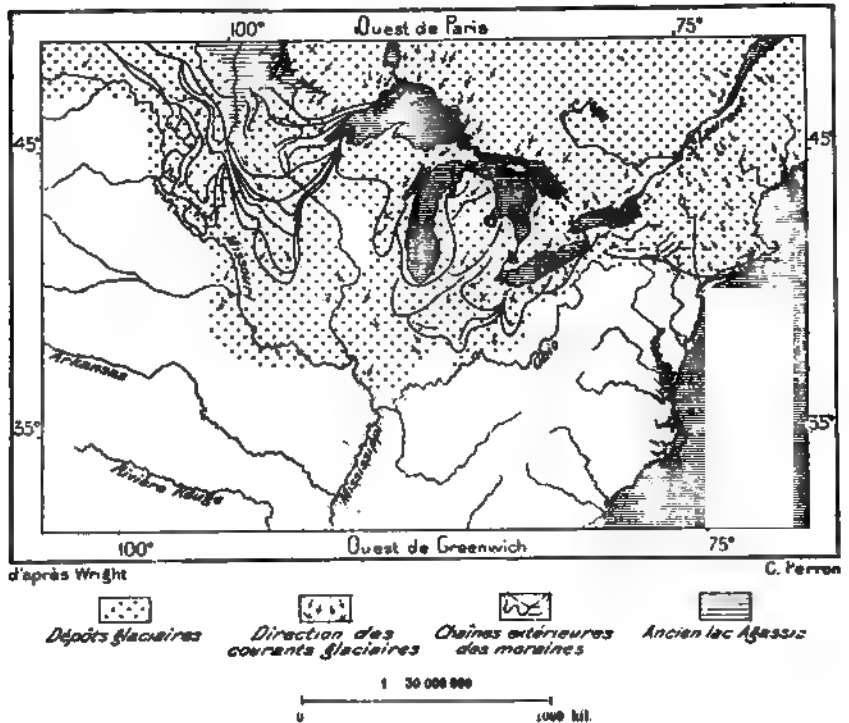 100° Ouest de Paris 75°
45° 45°
Missouri
Ohio
Arkansas
35° 35°
Mississippi
Rivière Rouge
100° Ouest de Greenwich 75°
d'après Wright C. Perron
Dépôts glaciaires
Direction des
courants glaciaires
Chaînes extérieures
des moraines
Ancien lac Agassiz
1 30 000 000
0 1000 kil.